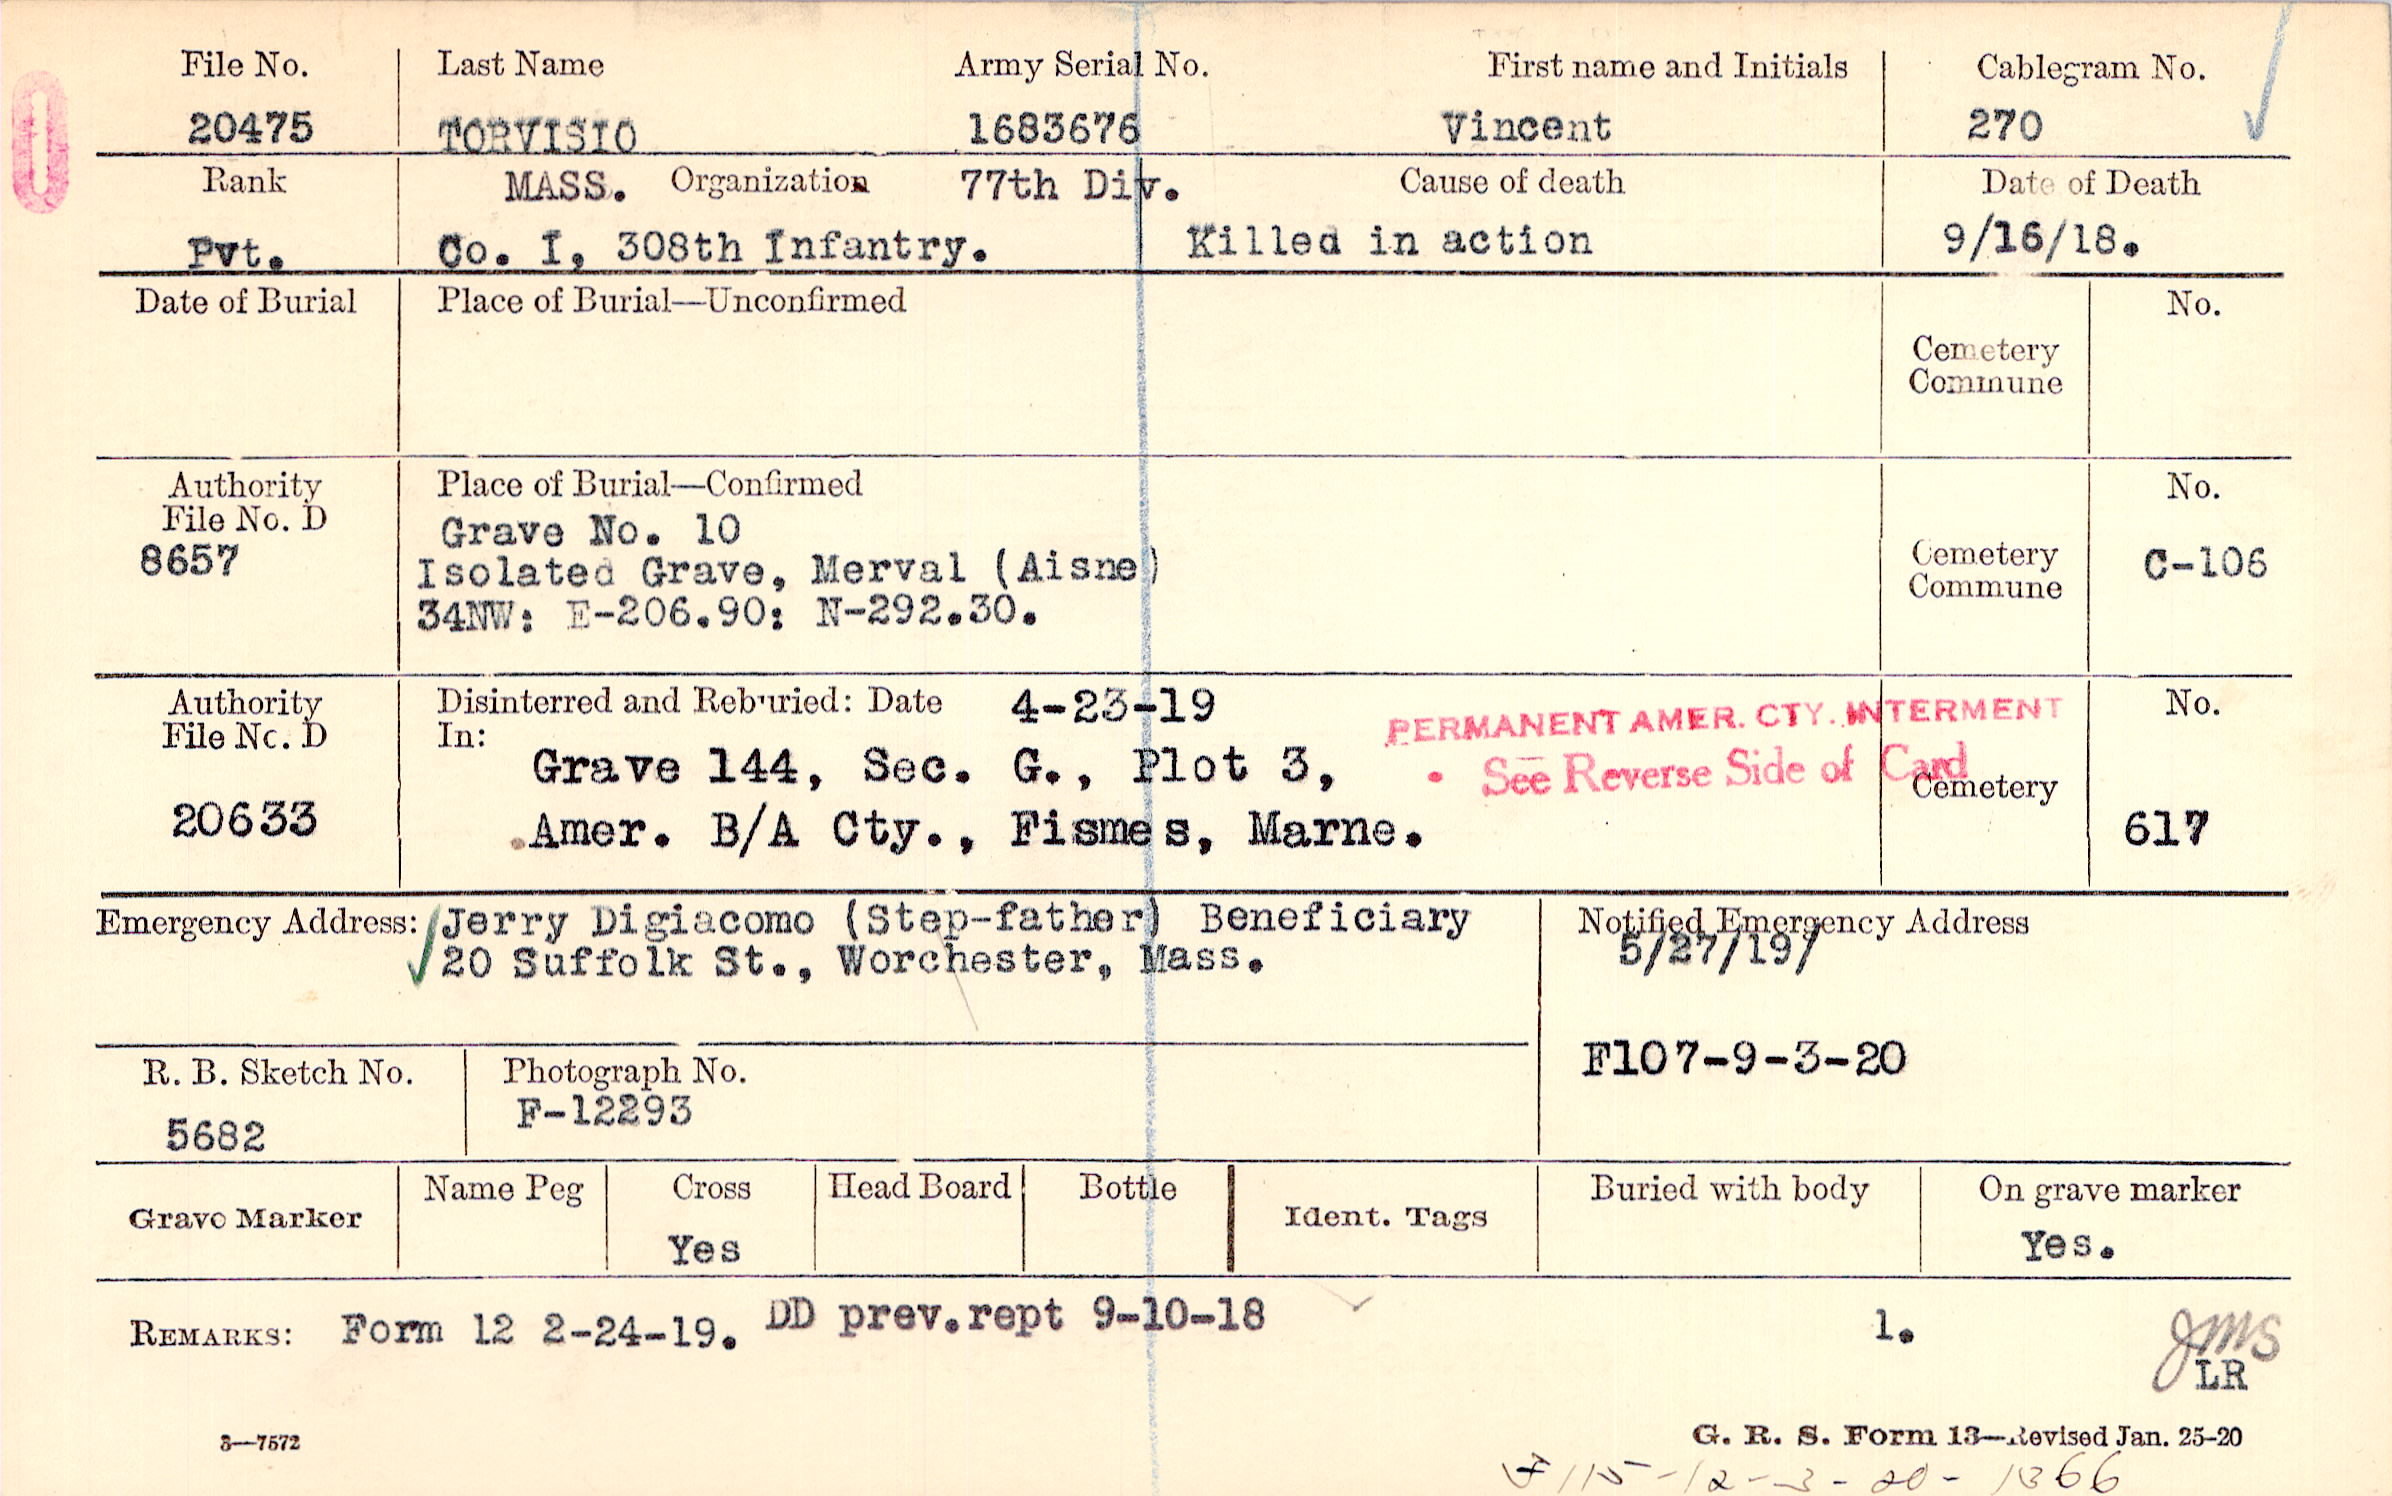 File No. Last Name Army Serial No. First name and Initials Cablegram No.
20475 TORVISIO 1683676 Vincent 270
Rank MASS. Organization 77th Div. Cause of death Date of Death
Pvt. Co. I, 308th Infantry. Killed in action 9/16/18.
Date of Burial Place of Burial—Unconfirmed No.
Cemetery
Commune
Authority Place of Burial—Confirmed No.
File No. D
Grave No. 10
8657 Isolated Grave, Merval (Aisne) Cemetery C-106
Commune
34NW: E-206.90: N-292.30.
Authority Disinterred and Reburied: Date 4-23-19 PERMANENT AMER. CTY. INTERMENT No.
File No. D In:
Grave 144, Sec. G., Plot 3, See Reverse Side of Card
Cemetery
20633 Amer. B/A Cty., Fismes, Marne. 617
Emergency Address: Jerry Digiacomo (Step-father) Beneficiary Notified Emergency Address
20 Suffolk St., Worchester, Mass. 5/27/19/
F107-9-3-20
R. B. Sketch No. Photograph No.
5682 F-12293
Grave Marker Name Peg Cross Head Board Bottle Ident. Tags Buried with body On grave marker
Yes Yes.
REMARKS: Form 12 2-24-19. DD prev.rept 9-10-18 1.
JMS
LR
3—7572 G. R. S. Form 13—Revised Jan. 25-20
F115-12-3-20-1366